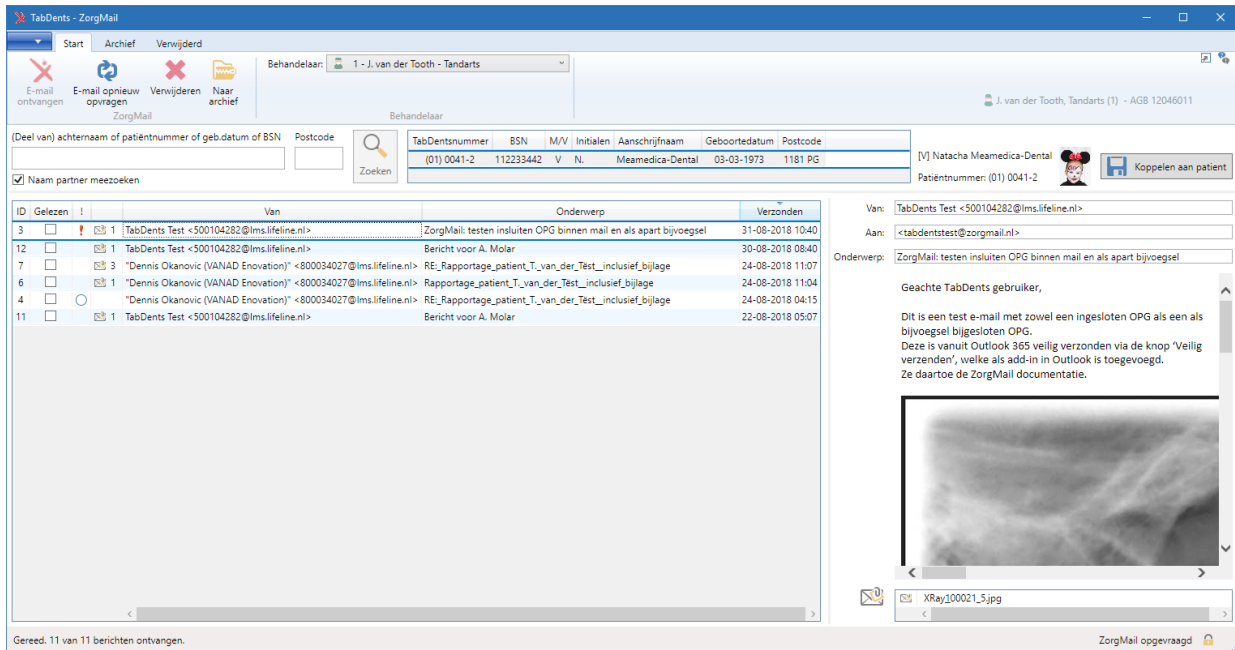 TabDents - ZorgMail
Start Archief Verwijderd
E-mail ontvangen
E-mail opnieuw opvragen
Verwijderen
Naar archief
ZorgMail
Behandelaar: 1 - J. van der Tooth - Tandarts
Behandelaar
J. van der Tooth, Tandarts (1) - AGB 12046011
(Deel van) achternaam of patiëntnummer of geb.datum of BSN Postcode
Zoeken
Naam partner meezoeken
TabDentsnummer BSN M/V Initialen Aanschrijfnaam Geboortedatum Postcode
(01) 0041-2 112233442 V N. Meamedica-Dental 03-03-1973 1181 PG
[V] Natacha Meamedica-Dental
Patiëntnummer: (01) 0041-2
Koppelen aan patient
ID Gelezen ! Van Onderwerp Verzonden
3 ! 1 TabDents Test <500104282@lms.lifeline.nl> ZorgMail: testen insluiten OPG binnen mail en als apart bijvoegsel 31-08-2018 10:40
12 1 TabDents Test <500104282@lms.lifeline.nl> Bericht voor A. Molar 30-08-2018 08:40
7 3 "Dennis Okanovic (VANAD Enovation)" <800034027@lms.lifeline.nl> RE:_Rapportage_patient_T._van_der_Tëst__inclusief_bijlage 24-08-2018 11:07
6 1 "Dennis Okanovic (VANAD Enovation)" <800034027@lms.lifeline.nl> Rapportage_patient_T._van_der_Tëst__inclusief_bijlage 24-08-2018 11:04
4 "Dennis Okanovic (VANAD Enovation)" <800034027@lms.lifeline.nl> RE:_Rapportage_patient_T._van_der_Tëst__inclusief_bijlage 24-08-2018 04:15
11 1 TabDents Test <500104282@lms.lifeline.nl> Bericht voor A. Molar 22-08-2018 05:07
Van: TabDents Test <500104282@lms.lifeline.nl>
Aan: <tabdentstest@zorgmail.nl>
Onderwerp: ZorgMail: testen insluiten OPG binnen mail en als apart bijvoegsel
Geachte TabDents gebruiker,
Dit is een test e-mail met zowel een ingesloten OPG als een als
bijvoegsel bijgesloten OPG.
Deze is vanuit Outlook 365 veilig verzonden via de knop 'Veilig
verzenden', welke als add-in in Outlook is toegevoegd.
Ze daartoe de ZorgMail documentatie.
XRay100021_5.jpg
Gereed. 11 van 11 berichten ontvangen.
ZorgMail opgevraagd